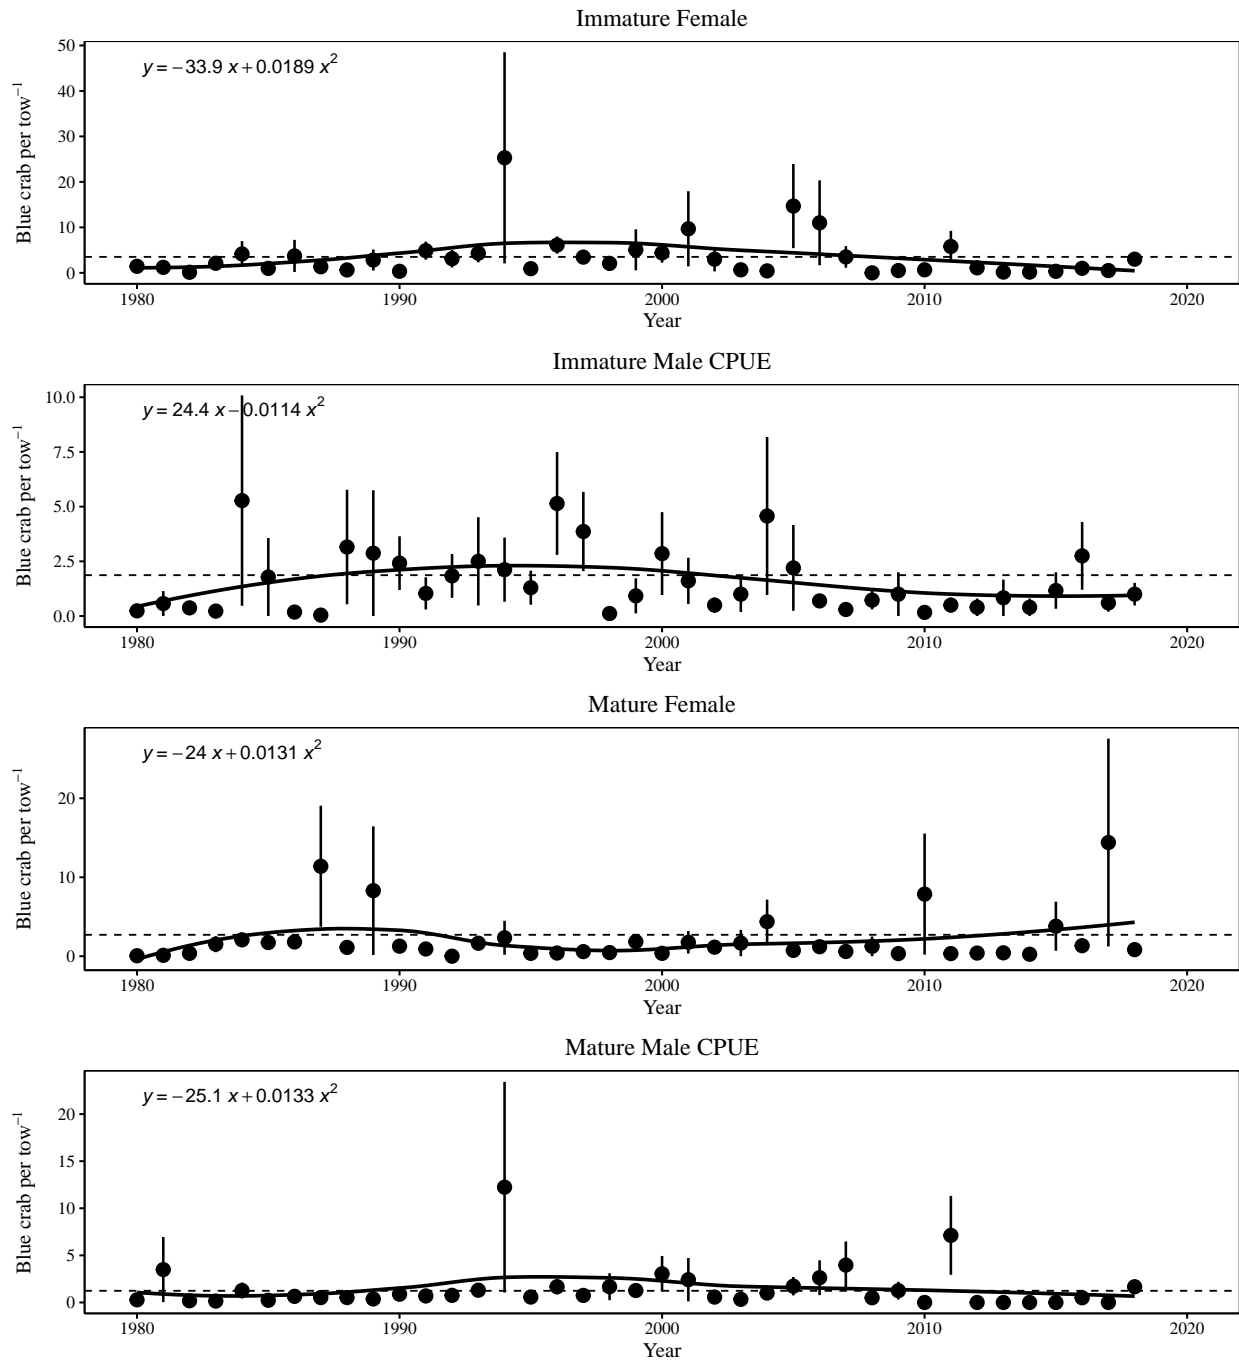 Immature Female
y = −33.9 x + 0.0189 x²
50
40
30
20
10
0
Blue crab per tow⁻¹
1980 1990 2000 2010 2020
Year
Immature Male CPUE
y = 24.4 x − 0.0114 x²
10.0
7.5
5.0
2.5
0.0
Blue crab per tow⁻¹
1980 1990 2000 2010 2020
Year
Mature Female
y = −24 x + 0.0131 x²
20
10
0
Blue crab per tow⁻¹
1980 1990 2000 2010 2020
Year
Mature Male CPUE
y = −25.1 x + 0.0133 x²
20
15
10
5
0
Blue crab per tow⁻¹
1980 1990 2000 2010 2020
Year